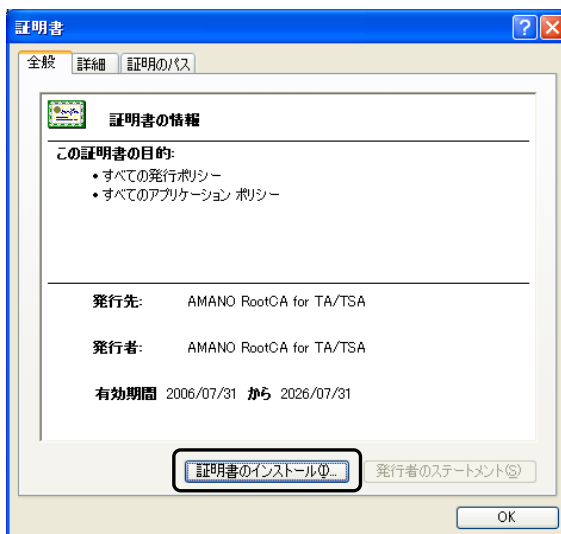 証明書
全般 詳細 証明のパス
証明書の情報
この証明書の目的:
• すべての発行ポリシー
• すべてのアプリケーション ポリシー
発行先: AMANO RootCA for TA/TSA
発行者: AMANO RootCA for TA/TSA
有効期間 2006/07/31 から 2026/07/31
証明書のインストール(I)... 発行者のステートメント(S)
OK